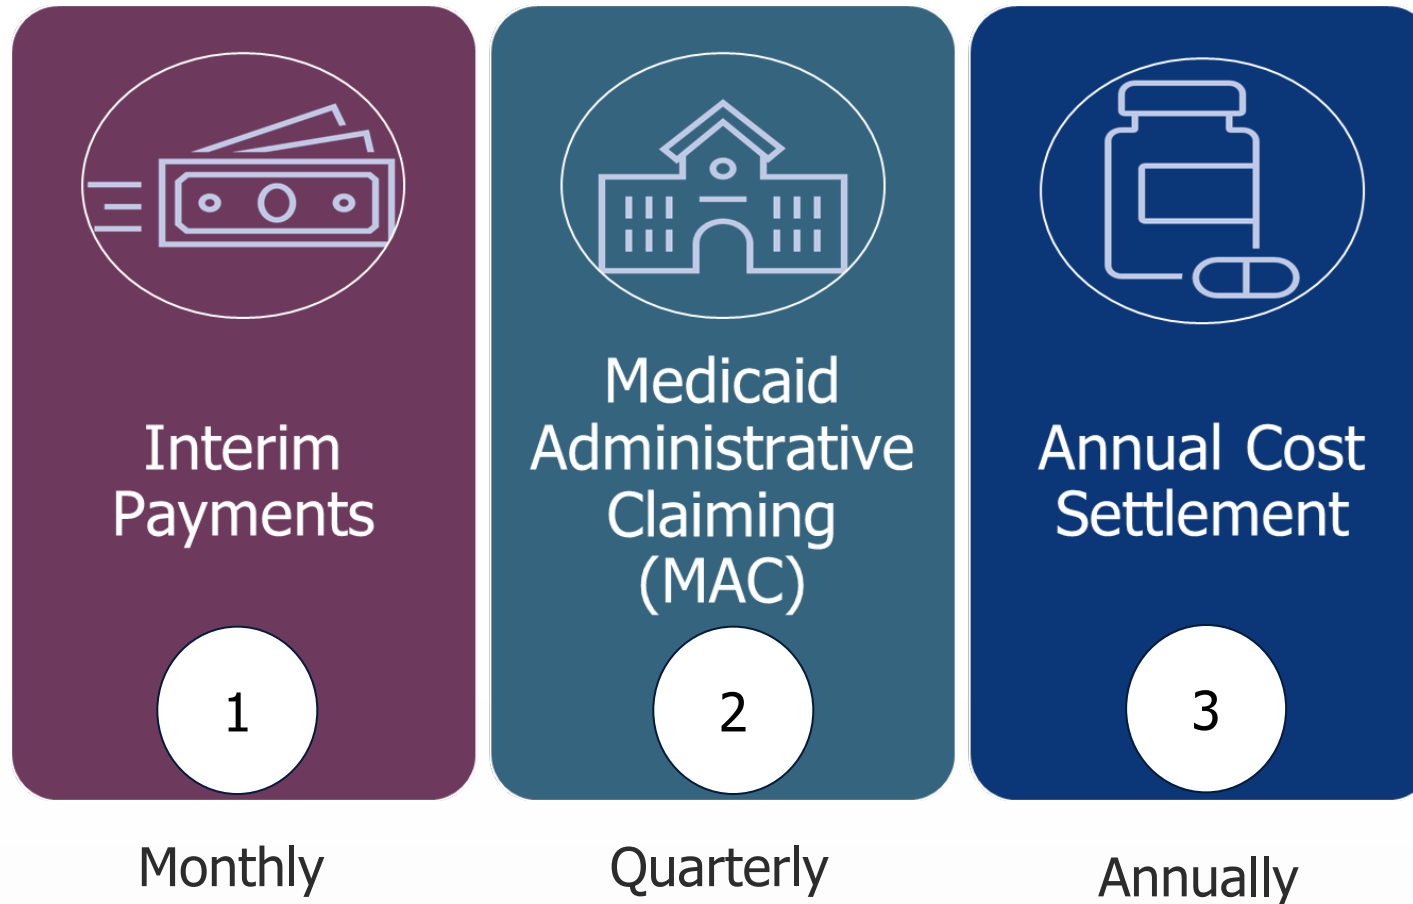 Interim
Payments
1
Monthly
Medicaid
Administrative
Claiming
(MAC)
2
Quarterly
Annual Cost
Settlement
3
Annually